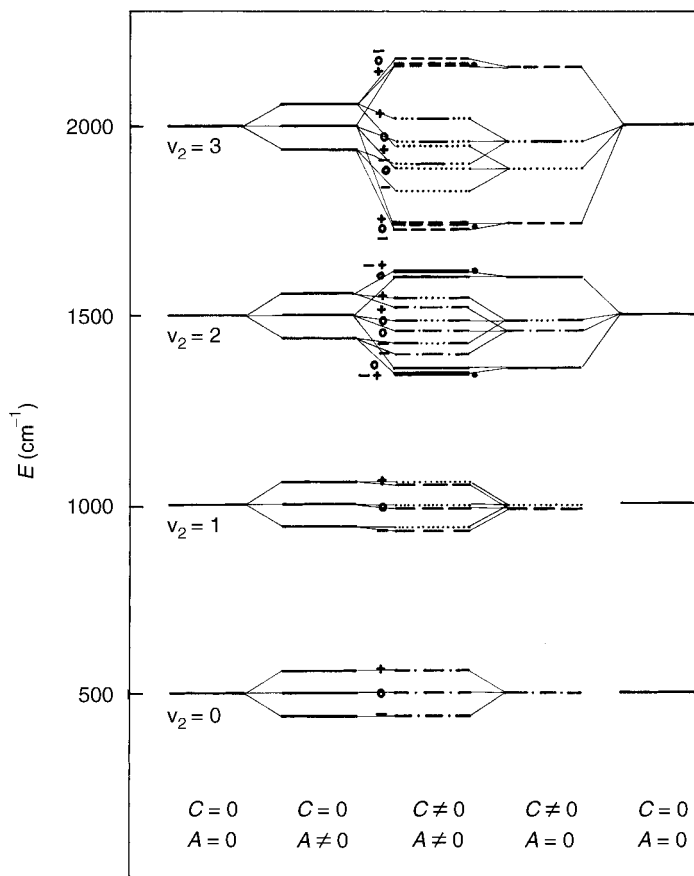 2000
v₂ = 3
1500
v₂ = 2
E (cm⁻¹)
1000
v₂ = 1
500
v₂ = 0
C = 0 C = 0 C ≠ 0 C ≠ 0 C = 0
A = 0 A ≠ 0 A ≠ 0 A = 0 A = 0